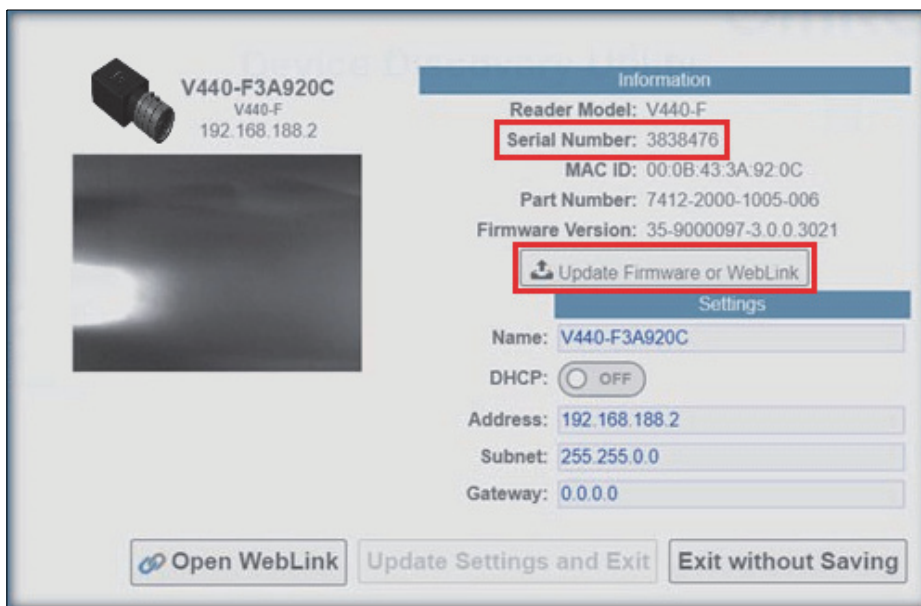 V440-F3A920C
V440-F
192.168.188.2
Information
Reader Model: V440-F
Serial Number: 3838476
MAC ID: 00:0B:43:3A:92:0C
Part Number: 7412-2000-1005-006
Firmware Version: 35-9000097-3.0.0.3021
Update Firmware or WebLink
Settings
Name: V440-F3A920C
DHCP: OFF
Address: 192.168.188.2
Subnet: 255.255.0.0
Gateway: 0.0.0.0
Open WebLink
Update Settings and Exit
Exit without Saving